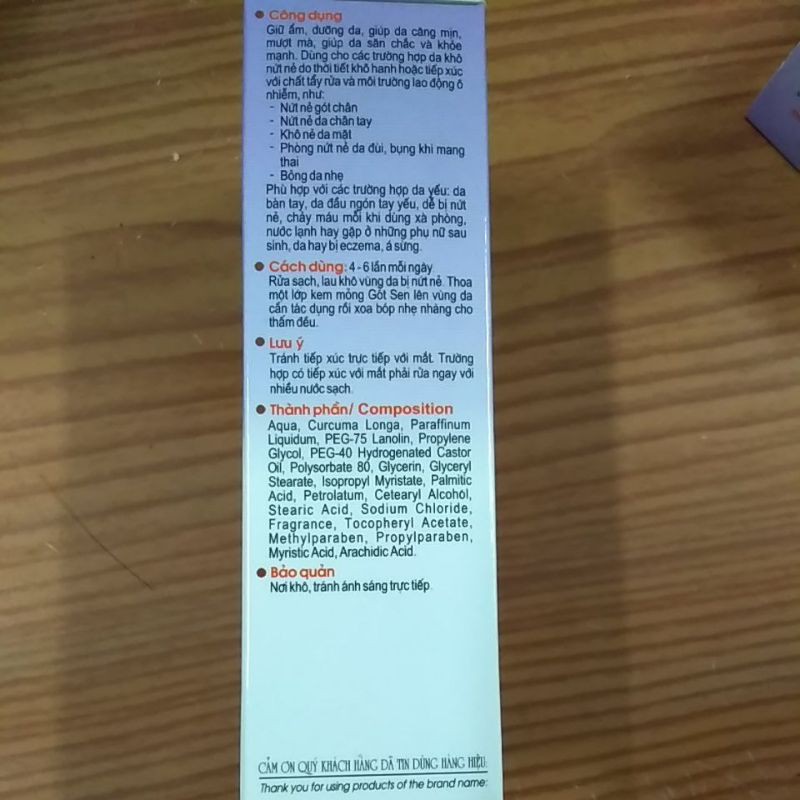 Công dụng
Giữ ẩm, dưỡng da, giúp da căng mịn,
mượt mà, giúp da săn chắc và khỏe
mạnh. Dùng cho các trường hợp da khô
nứt nẻ do thời tiết khô hanh hoặc tiếp xúc
với chất tẩy rửa và môi trường lao động ô
nhiễm, như:
- Nứt nẻ gót chân
- Nứt nẻ da chân tay
- Khô nẻ da mặt
- Phòng nứt nẻ da đùi, bụng khi mang
thai
- Bỏng da nhẹ
Phù hợp với các trường hợp da yếu: da
bàn tay, da đầu ngón tay yếu, dễ bị nứt
nẻ, chảy máu mỗi khi dùng xà phòng,
nước lạnh hay gặp ở những phụ nữ sau
sinh, da hay bị eczema, á sừng.
Cách dùng: 4 - 6 lần mỗi ngày
Rửa sạch, lau khô vùng da bị nứt nẻ. Thoa
một lớp kem mỏng Gót Sen lên vùng da
cần tác dụng rồi xoa bóp nhẹ nhàng cho
thấm đều.
Lưu ý
Tránh tiếp xúc trực tiếp với mắt. Trường
hợp có tiếp xúc với mắt phải rửa ngay với
nhiều nước sạch.
Thành phần/ Composition
Aqua, Curcuma Longa, Paraffinum
Liquidum, PEG-75 Lanolin, Propylene
Glycol, PEG-40 Hydrogenated Castor
Oil, Polysorbate 80, Glycerin, Glyceryl
Stearate, Isopropyl Myristate, Palmitic
Acid, Petrolatum, Cetearyl Alcohol,
Stearic Acid, Sodium Chloride,
Fragrance, Tocopheryl Acetate,
Methylparaben, Propylparaben,
Myristic Acid, Arachidic Acid.
Bảo quản
Nơi khô, tránh ánh sáng trực tiếp.
CẢM ƠN QUÝ KHÁCH HÀNG ĐÃ TIN DÙNG HÀNG HIỆU:
Thank you for using products of the brand name: